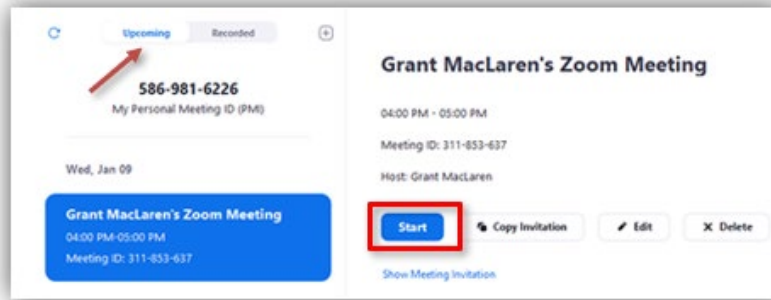 Upcoming
Recorded
586-981-6226
My Personal Meeting ID (PMI)
Wed, Jan 09
Grant MacLaren's Zoom Meeting
04:00 PM-05:00 PM
Meeting ID: 311-853-637
Grant MacLaren's Zoom Meeting
04:00 PM - 05:00 PM
Meeting ID: 311-853-637
Host: Grant MacLaren
Start
Copy Invitation
Edit
Delete
Show Meeting Invitation